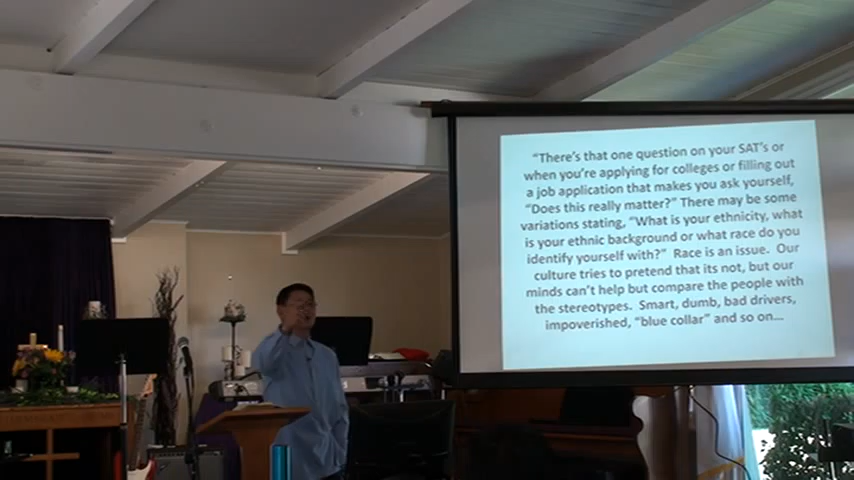 “There’s that one question on your SAT’s or
when you’re applying for colleges or filling out
a job application that makes you ask yourself,
“Does this really matter?” There may be some
variations stating, “What is your ethnicity, what
is your ethnic background or what race do you
identify yourself with?”  Race is an issue.  Our
culture tries to pretend that its not, but our
minds can’t help but compare the people with
the stereotypes.  Smart, dumb, bad drivers,
impoverished, “blue collar” and so on...